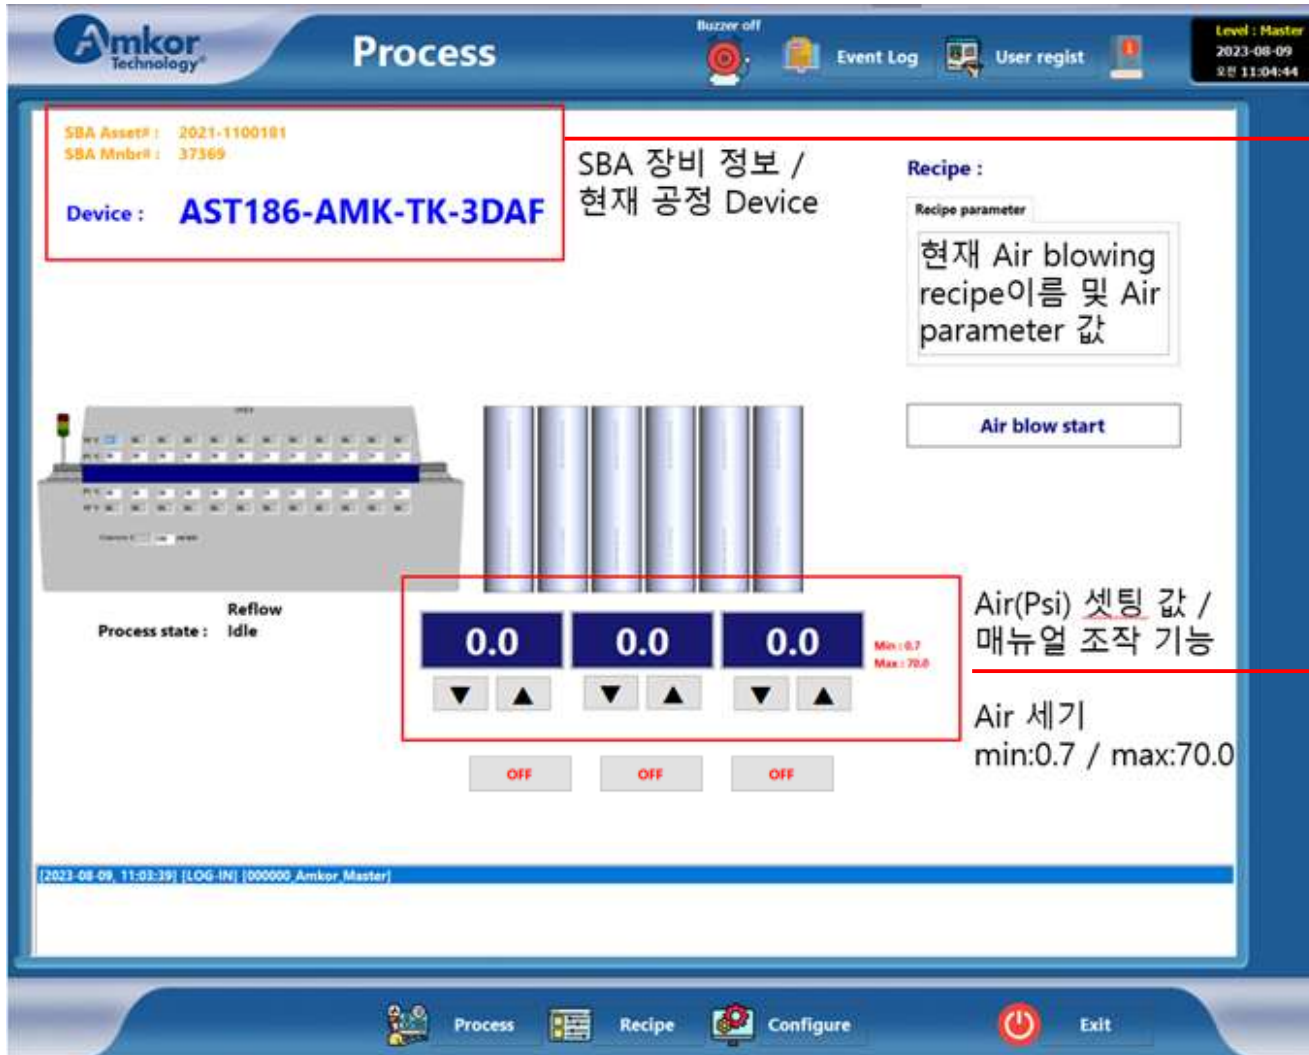 Amkor
Technology®
Process
Buzzer off
Event Log
User regist
Level : Master
2023-08-09
오전 11:04:44
SBA Asset# : 2021-1100181
SBA Mnbr# : 37369
Device : AST186-AMK-TK-3DAF
SBA 장비 정보 /
현재 공정 Device
Recipe :
Recipe parameter
현재 Air blowing
recipe이름 및 Air
parameter 값
Air blow start
Reflow
Process state : Idle
0.0 0.0 0.0
Min : 0.7
Max : 70.0
▼ ▲ ▼ ▲ ▼ ▲
OFF OFF OFF
Air(Psi) 셋팅 값 /
매뉴얼 조작 기능
Air 세기
min:0.7 / max:70.0
[2023-08-09, 11:03:39] [LOG-IN] [000000_Amkor_Master]
Process
Recipe
Configure
Exit